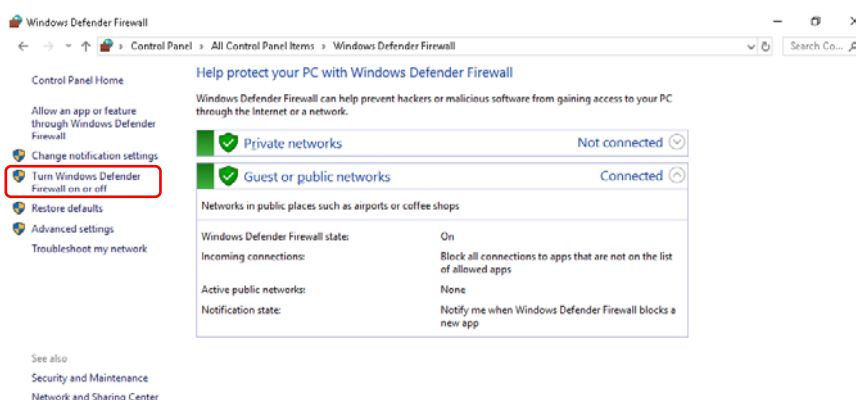 Windows Defender Firewall
Control Panel > All Control Panel Items > Windows Defender Firewall
Search Co...
Control Panel Home
Allow an app or feature
through Windows Defender
Firewall
Change notification settings
Turn Windows Defender
Firewall on or off
Restore defaults
Advanced settings
Troubleshoot my network
See also
Security and Maintenance
Network and Sharing Center
Help protect your PC with Windows Defender Firewall
Windows Defender Firewall can help prevent hackers or malicious software from gaining access to your PC
through the Internet or a network.
Private networks Not connected
Guest or public networks Connected
Networks in public places such as airports or coffee shops
Windows Defender Firewall state: On
Incoming connections: Block all connections to apps that are not on the list
of allowed apps
Active public networks: None
Notification state: Notify me when Windows Defender Firewall blocks a
new app